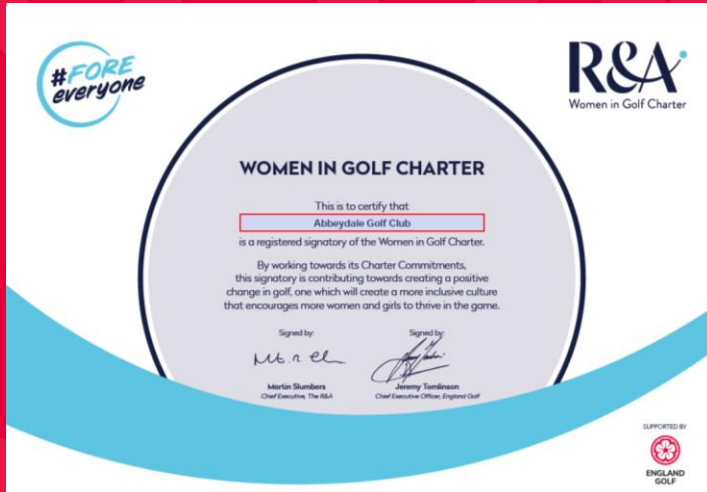 #FORE
everyone
R&A
Women in Golf Charter
WOMEN IN GOLF CHARTER
This is to certify that
Abbeydale Golf Club
is a registered signatory of the Women in Golf Charter.
By working towards its Charter Commitments,
this signatory is contributing towards creating a positive
change in golf, one which will create a more inclusive culture
that encourages more women and girls to thrive in the game.
Signed by: Signed by:
Martin Slumbers Jeremy Tomlinson
Chief Executive, The R&A Chief Executive Officer, England Golf
SUPPORTED BY
ENGLAND
GOLF